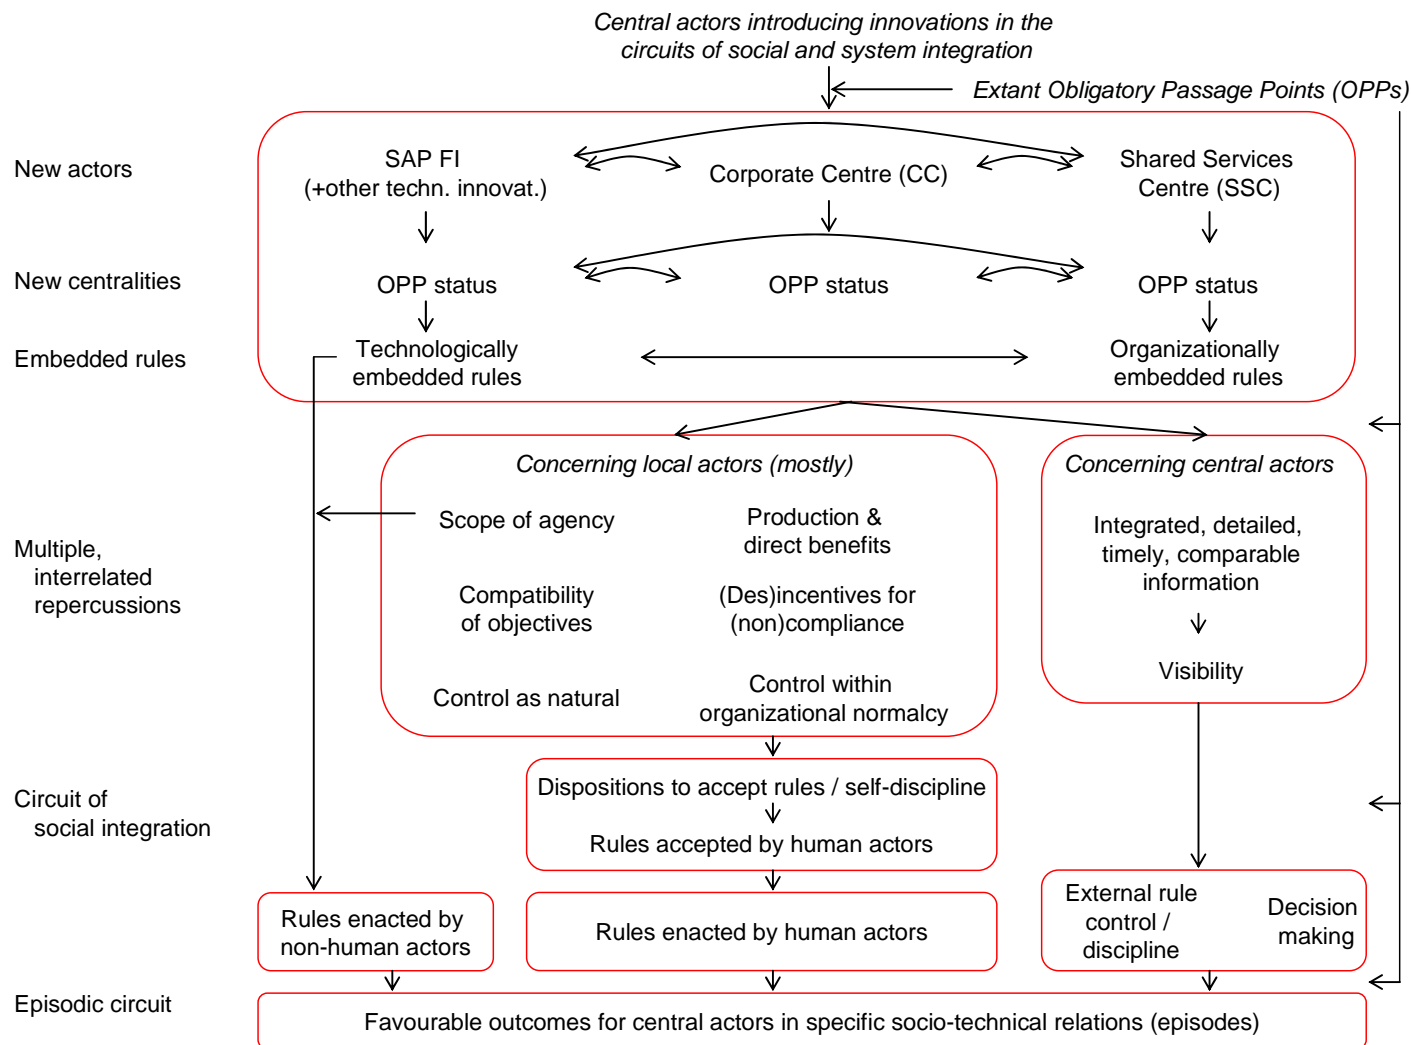 Central actors introducing innovations in the
circuits of social and system integration
Extant Obligatory Passage Points (OPPs)
New actors
SAP FI
(+other techn. innovat.)
Corporate Centre (CC)
Shared Services
Centre (SSC)
New centralities
OPP status
OPP status
OPP status
Embedded rules
Technologically
embedded rules
Organizationally
embedded rules
Concerning local actors (mostly)
Concerning central actors
Multiple,
interrelated
repercussions
Scope of agency
Production &
direct benefits
Compatibility
of objectives
(Des)incentives for
(non)compliance
Control as natural
Control within
organizational normalcy
Integrated, detailed,
timely, comparable
information
Visibility
Circuit of
social integration
Dispositions to accept rules / self-discipline
Rules accepted by human actors
Rules enacted by
non-human actors
Rules enacted by human actors
External rule
control /
discipline
Decision
making
Episodic circuit
Favourable outcomes for central actors in specific socio-technical relations (episodes)